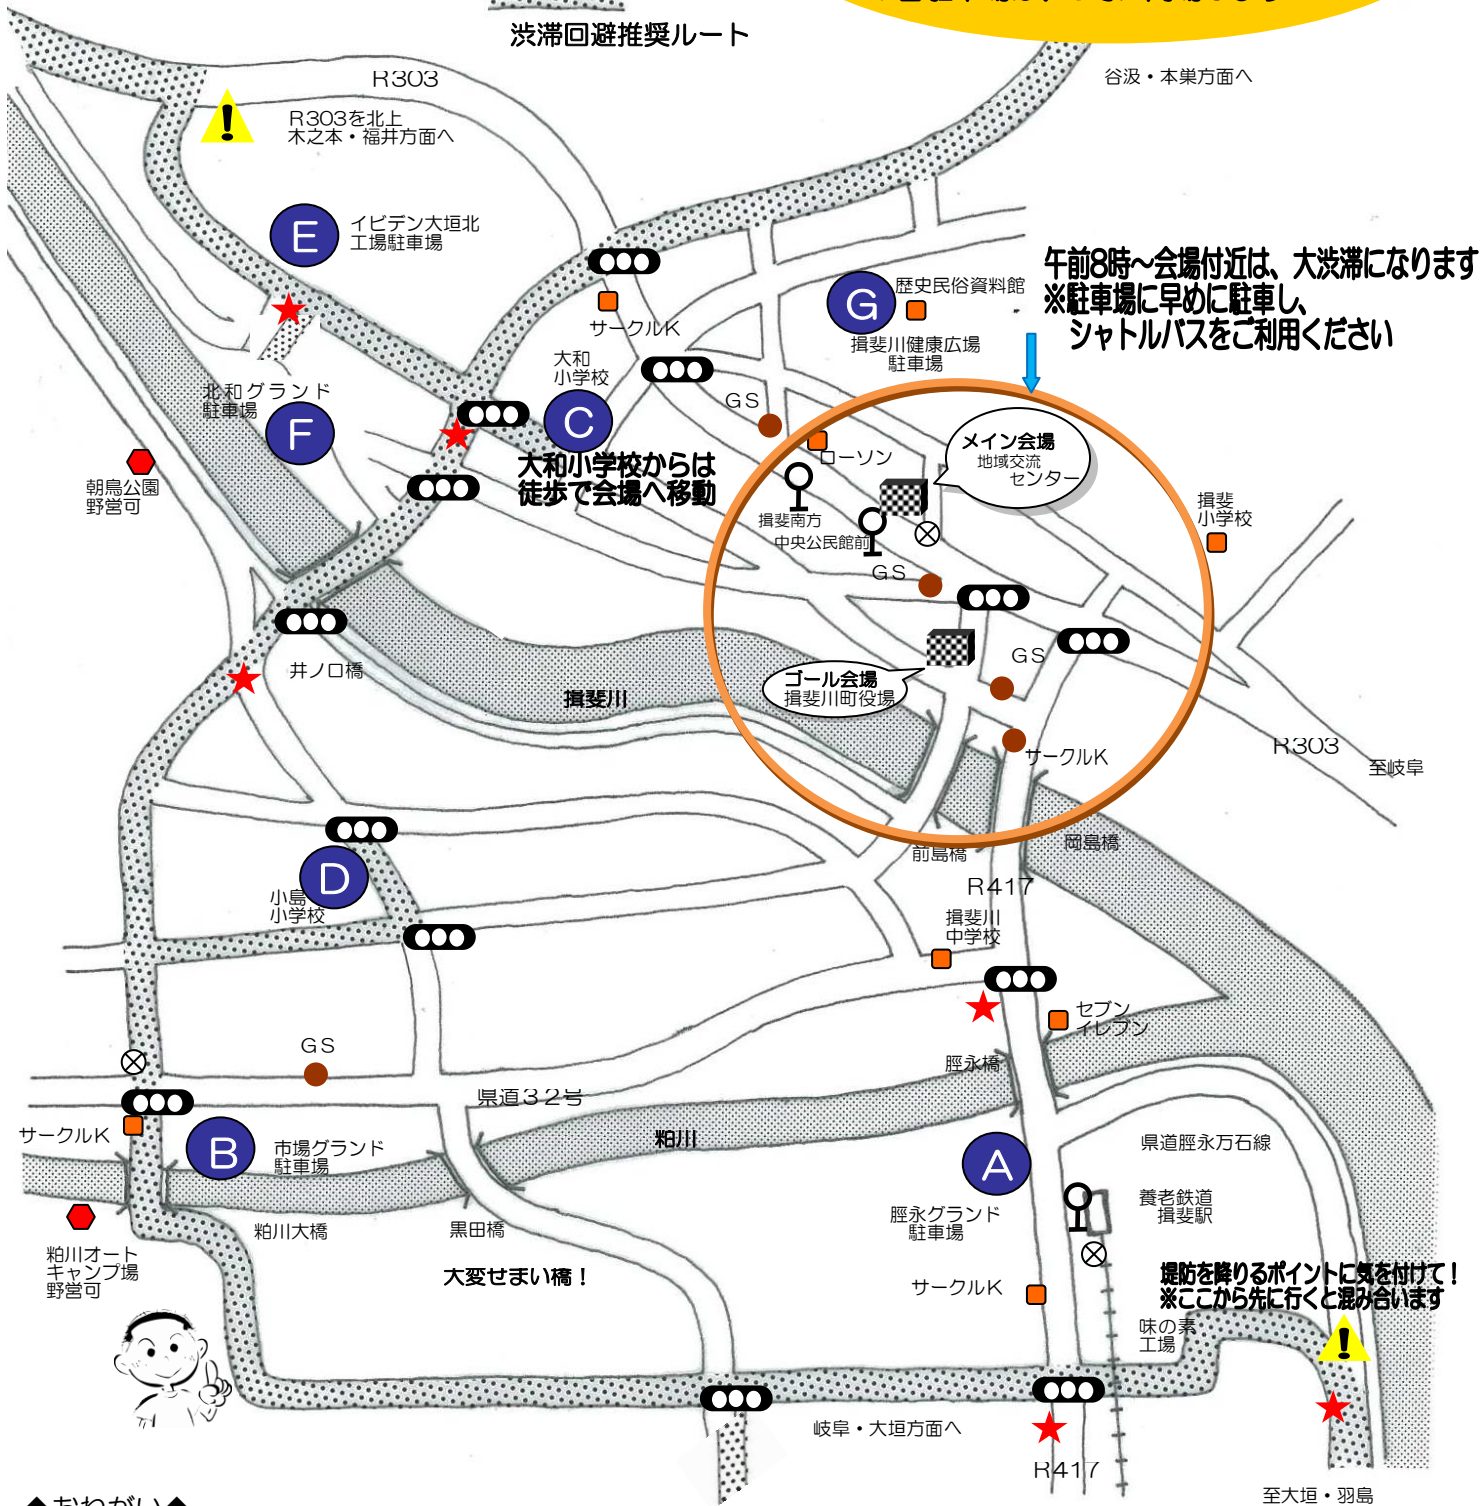 渋滞回避推奨ルート
谷汲・本巣方面へ
R303
R303を北上
木之本・福井方面へ
E
イビデン大垣北
工場駐車場
午前8時～会場付近は、大渋滞になります
※駐車場に早めに駐車し、
シャトルバスをご利用ください
G
歴史民俗資料館
揖斐川健康広場
駐車場
サークルK
大和
小学校
C
大和小学校からは
徒歩で会場へ移動
北和グランド
駐車場
F
GS
ローソン
メイン会場
地域交流
センター
朝鳥公園
野営可
揖斐南方
中央公民館前
揖斐
小学校
GS
井ノ口橋
揖斐川
ゴール会場
揖斐川町役場
GS
サークルK
R303
至岐阜
前島橋
岡島橋
R417
D
小島
小学校
揖斐川
中学校
セブン
イレブン
GS
脛永橋
県道32号
サークルK
B
市場グランド
駐車場
粕川
A
県道脛永万石線
脛永グランド
駐車場
養老鉄道
揖斐駅
粕川大橋
黒田橋
粕川オート
キャンプ場
野営可
大変せまい橋！
サークルK
堤防を降りるポイントに気を付けて！
※ここから先に行くと混み合います
味の素
工場
岐阜・大垣方面へ
R417
至大垣・羽島
◆おねがい◆